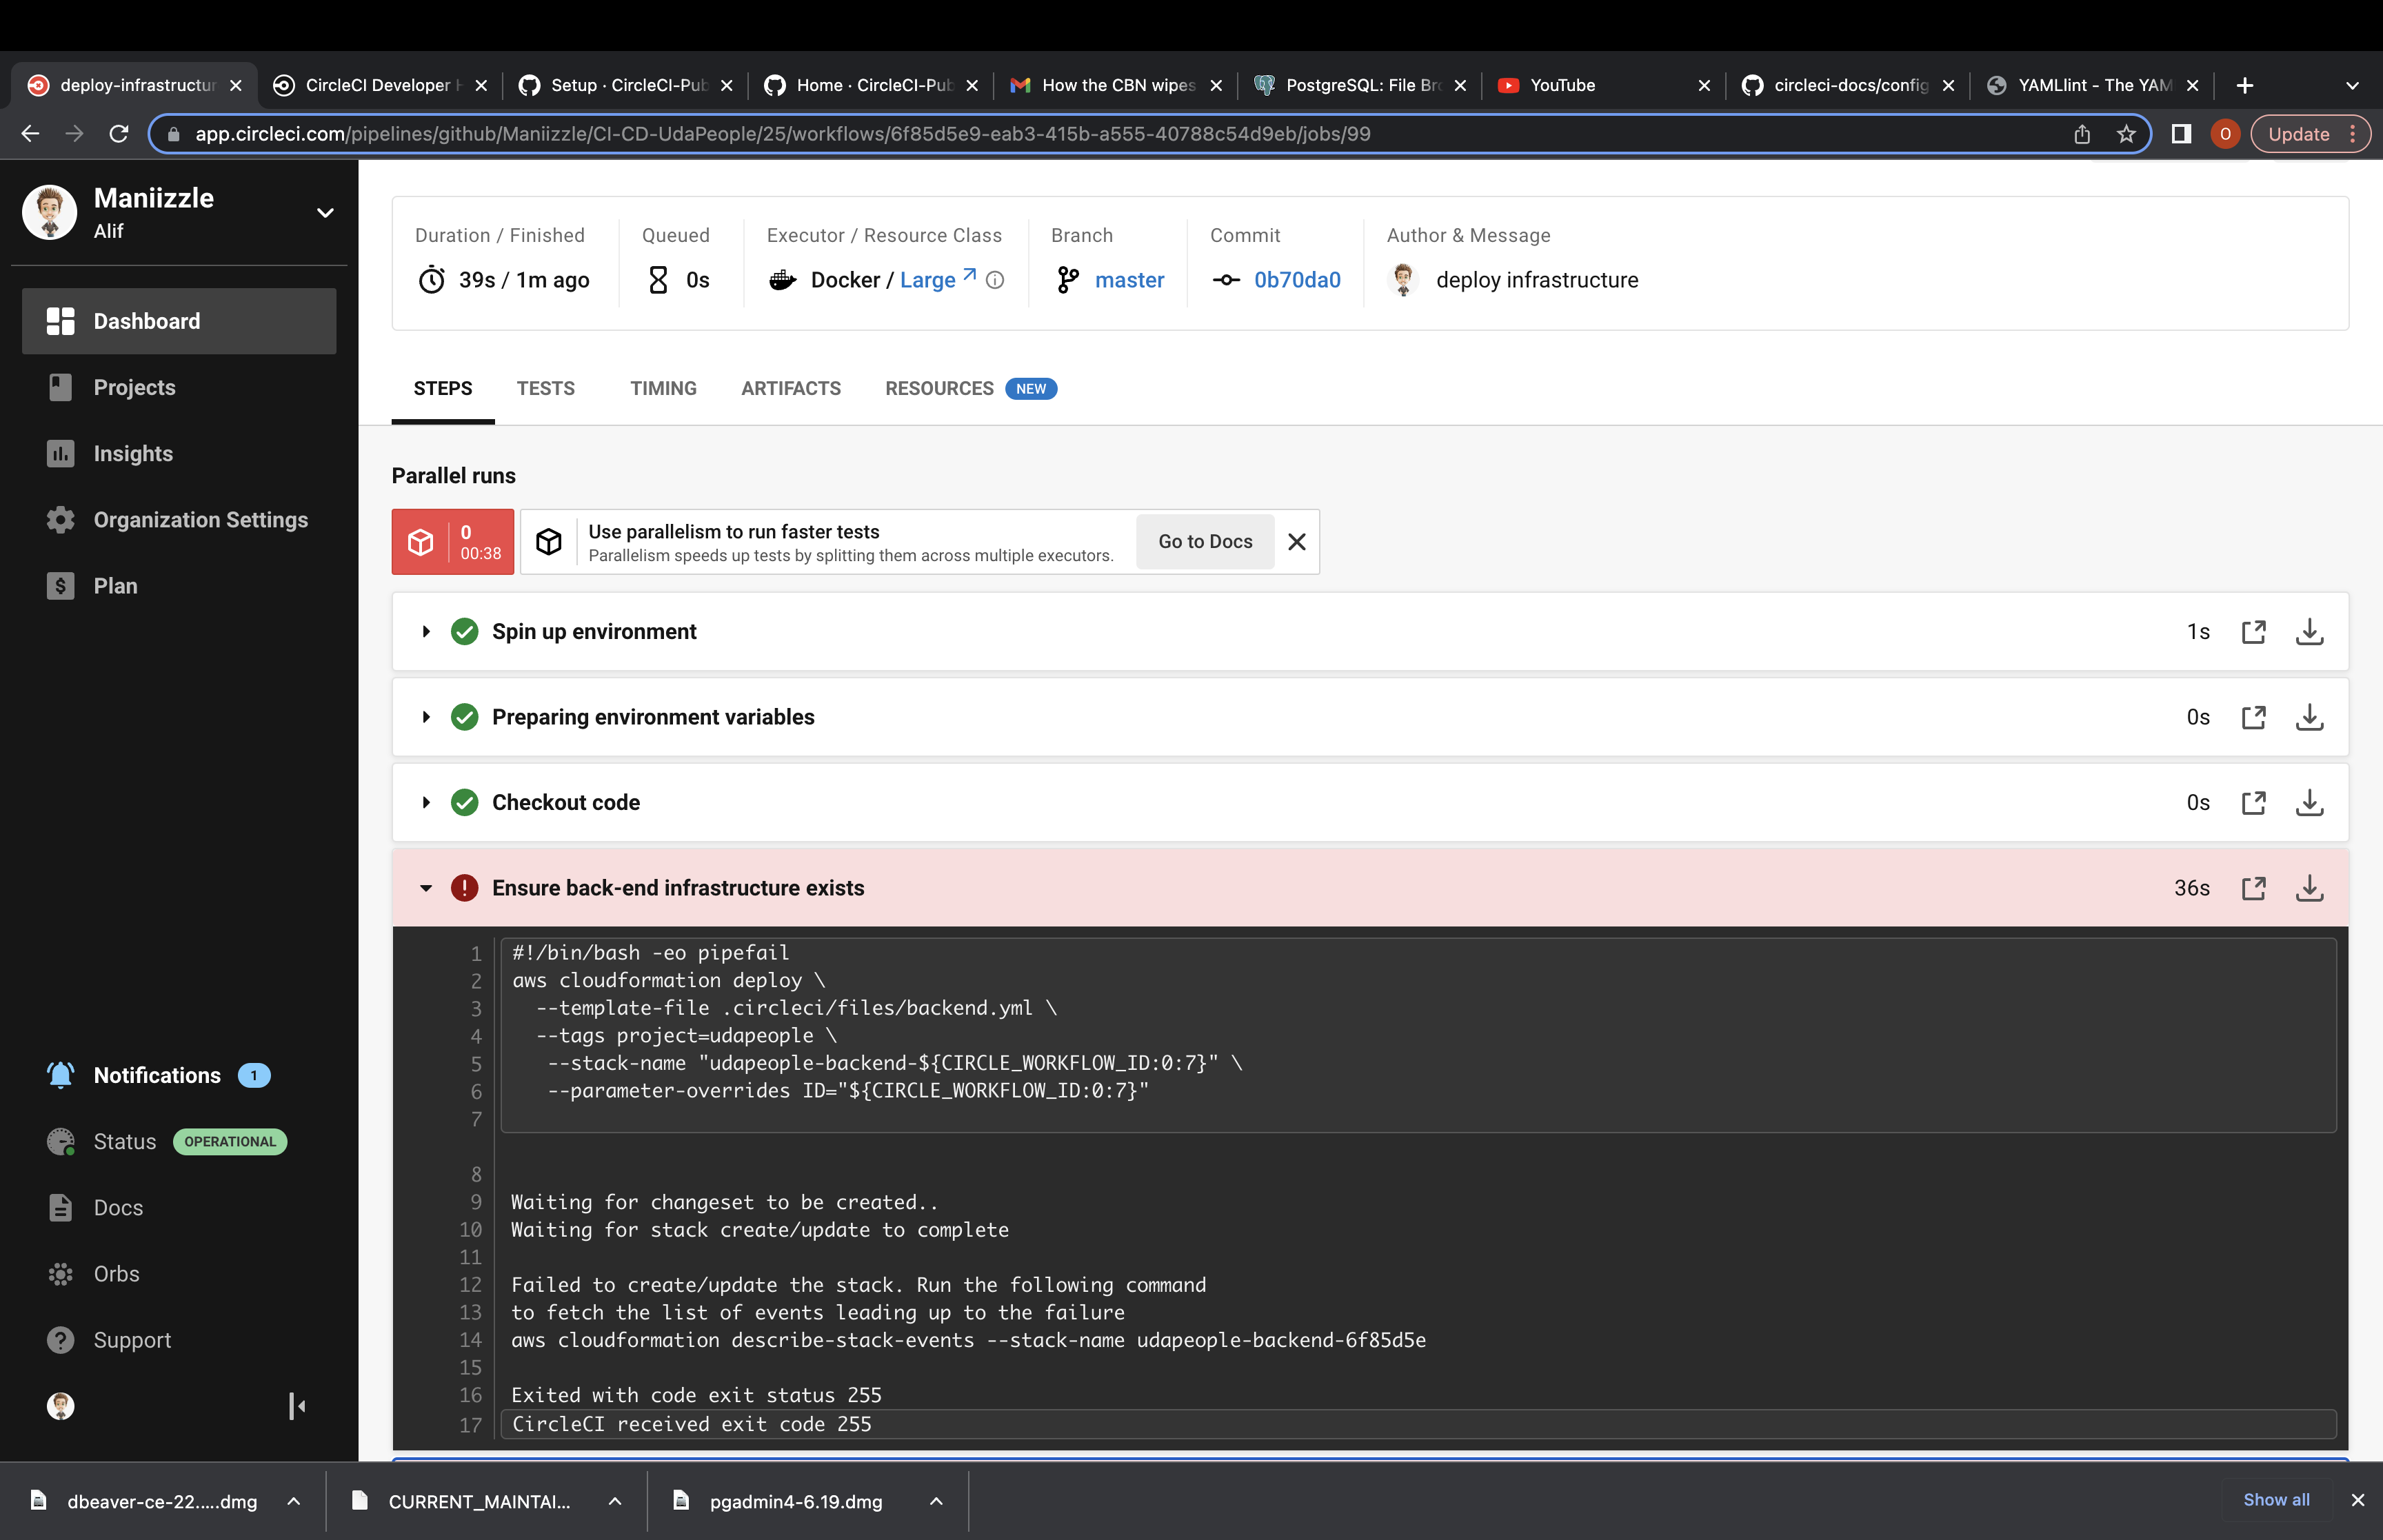 deploy-infrastructur
CircleCI Developer H
Setup · CircleCI-Pub
Home · CircleCI-Pub
How the CBN wipes
PostgreSQL: File Bro
YouTube
circleci-docs/config
YAMLlint - The YAM
app.circleci.com/pipelines/github/Maniizzle/CI-CD-UdaPeople/25/workflows/6f85d5e9-eab3-415b-a555-40788c54d9eb/jobs/99
O
Update
Maniizzle
Alif
Dashboard
Projects
Insights
Organization Settings
Plan
Notifications 1
Status OPERATIONAL
Docs
Orbs
Support
Duration / Finished
39s / 1m ago
Queued
0s
Executor / Resource Class
Docker / Large
Branch
master
Commit
0b70da0
Author & Message
deploy infrastructure
STEPS
TESTS
TIMING
ARTIFACTS
RESOURCES NEW
Parallel runs
0
00:38
Use parallelism to run faster tests
Parallelism speeds up tests by splitting them across multiple executors.
Go to Docs
Spin up environment 1s
Preparing environment variables 0s
Checkout code 0s
Ensure back-end infrastructure exists 36s
1 #!/bin/bash -eo pipefail
2 aws cloudformation deploy \
3 --template-file .circleci/files/backend.yml \
4 --tags project=udapeople \
5 --stack-name "udapeople-backend-${CIRCLE_WORKFLOW_ID:0:7}" \
6 --parameter-overrides ID="${CIRCLE_WORKFLOW_ID:0:7}"
7
8
9 Waiting for changeset to be created..
10 Waiting for stack create/update to complete
11
12 Failed to create/update the stack. Run the following command
13 to fetch the list of events leading up to the failure
14 aws cloudformation describe-stack-events --stack-name udapeople-backend-6f85d5e
15
16 Exited with code exit status 255
17 CircleCI received exit code 255
dbeaver-ce-22.....dmg
CURRENT_MAINTAI...
pgadmin4-6.19.dmg
Show all